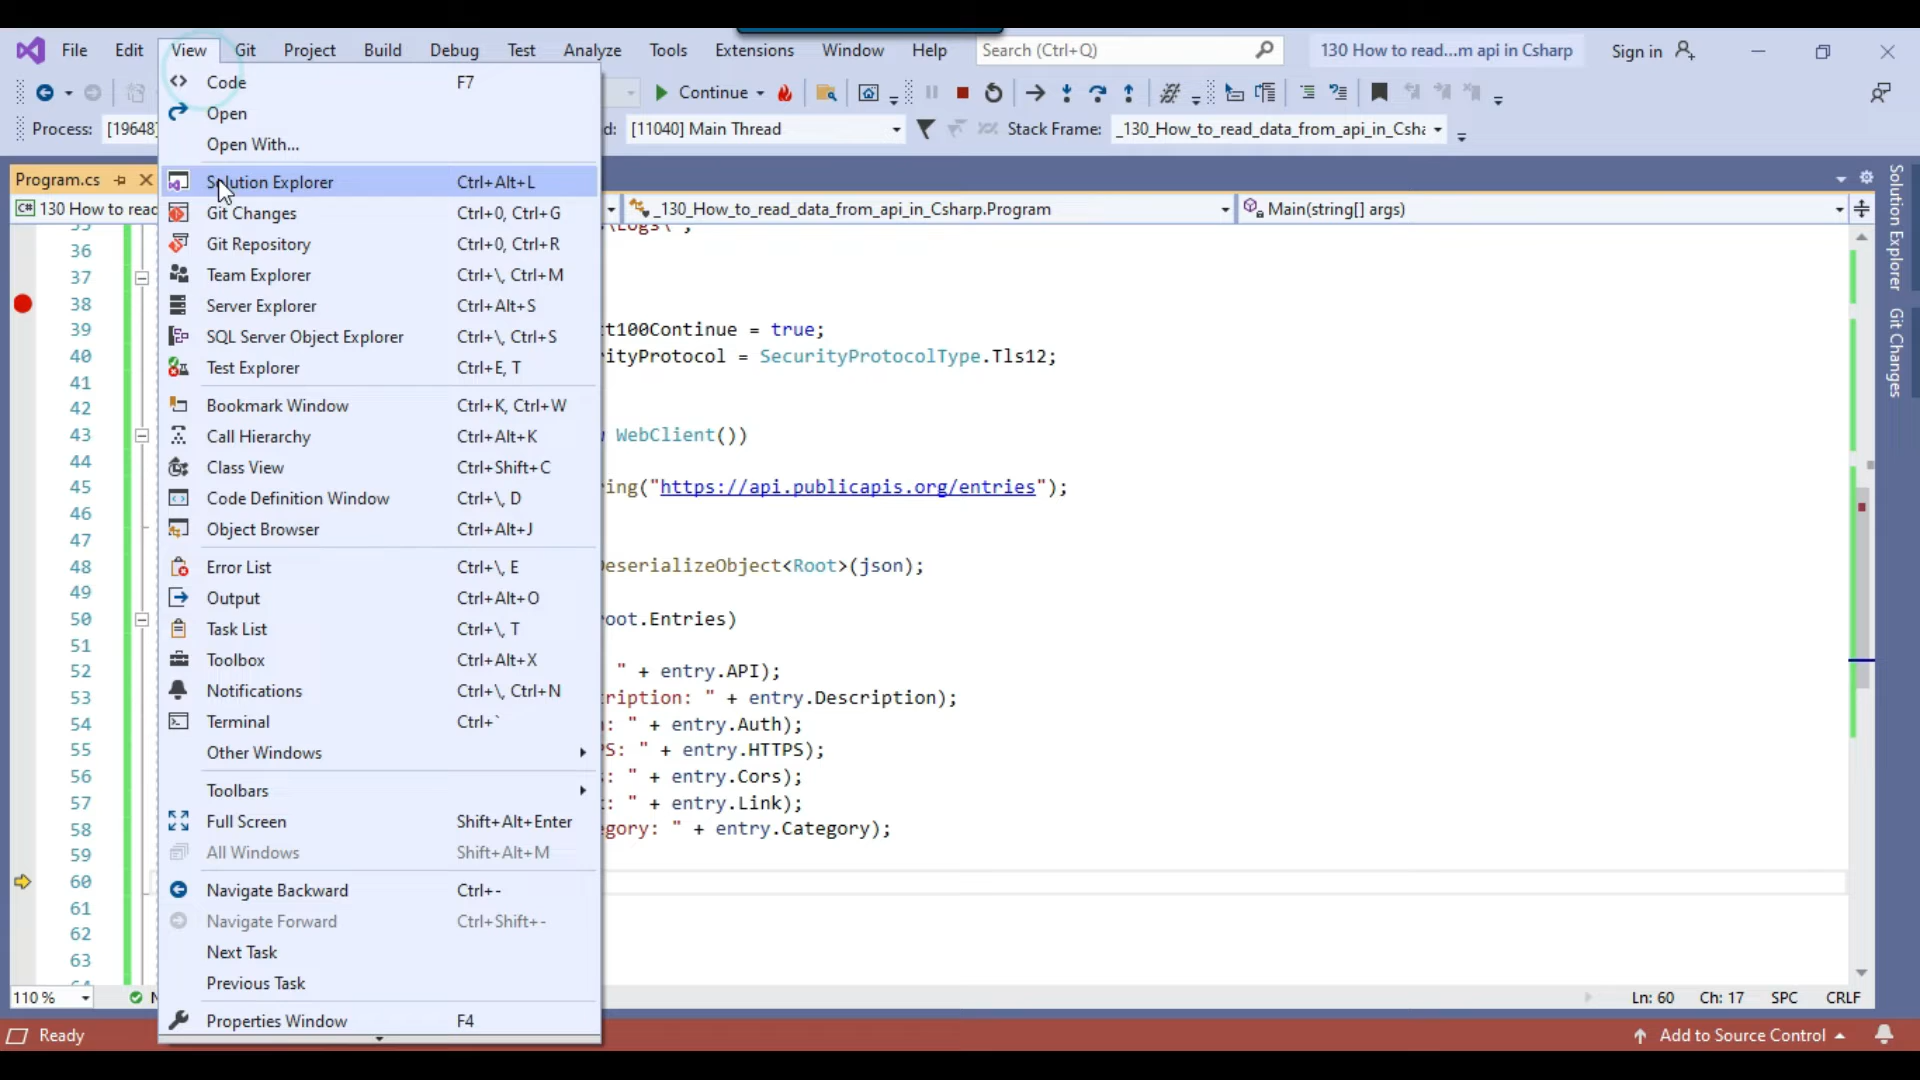 File Edit View Git Project Build Debug Test Analyze Tools Extensions Window Help Search (Ctrl+Q) 130 How to read...m api in Csharp Sign in
Continue
Process: [19648] d: [11040] Main Thread Stack Frame: _130_How_to_read_data_from_api_in_Csha
Program.cs
130 How to read _130_How_to_read_data_from_api_in_Csharp.Program Main(string[] args)
Code F7
Open
Open With...
Solution Explorer Ctrl+Alt+L
Git Changes Ctrl+0, Ctrl+G
Git Repository Ctrl+0, Ctrl+R
Team Explorer Ctrl+\, Ctrl+M
Server Explorer Ctrl+Alt+S
SQL Server Object Explorer Ctrl+\, Ctrl+S
Test Explorer Ctrl+E, T
Bookmark Window Ctrl+K, Ctrl+W
Call Hierarchy Ctrl+Alt+K
Class View Ctrl+Shift+C
Code Definition Window Ctrl+\, D
Object Browser Ctrl+Alt+J
Error List Ctrl+\, E
Output Ctrl+Alt+O
Task List Ctrl+\, T
Toolbox Ctrl+Alt+X
Notifications Ctrl+\, Ctrl+N
Terminal Ctrl+`
Other Windows
Toolbars
Full Screen Shift+Alt+Enter
All Windows Shift+Alt+M
Navigate Backward Ctrl+-
Navigate Forward Ctrl+Shift+-
Next Task
Previous Task
Properties Window F4
36
37
38
39 t100Continue = true;
40 rityProtocol = SecurityProtocolType.Tls12;
41
42
43 WebClient())
44
45 ring("https://api.publicapis.org/entries");
46
47
48 eserializeObject<Root>(json);
49
50 oot.Entries)
51
52 " + entry.API);
53 ription: " + entry.Description);
54 : " + entry.Auth);
55 PS: " + entry.HTTPS);
56 : " + entry.Cors);
57 : " + entry.Link);
58 gory: " + entry.Category);
59
60
61
62
63
Solution Explorer
Git Changes
110 % Ln: 60 Ch: 17 SPC CRLF
Ready Add to Source Control